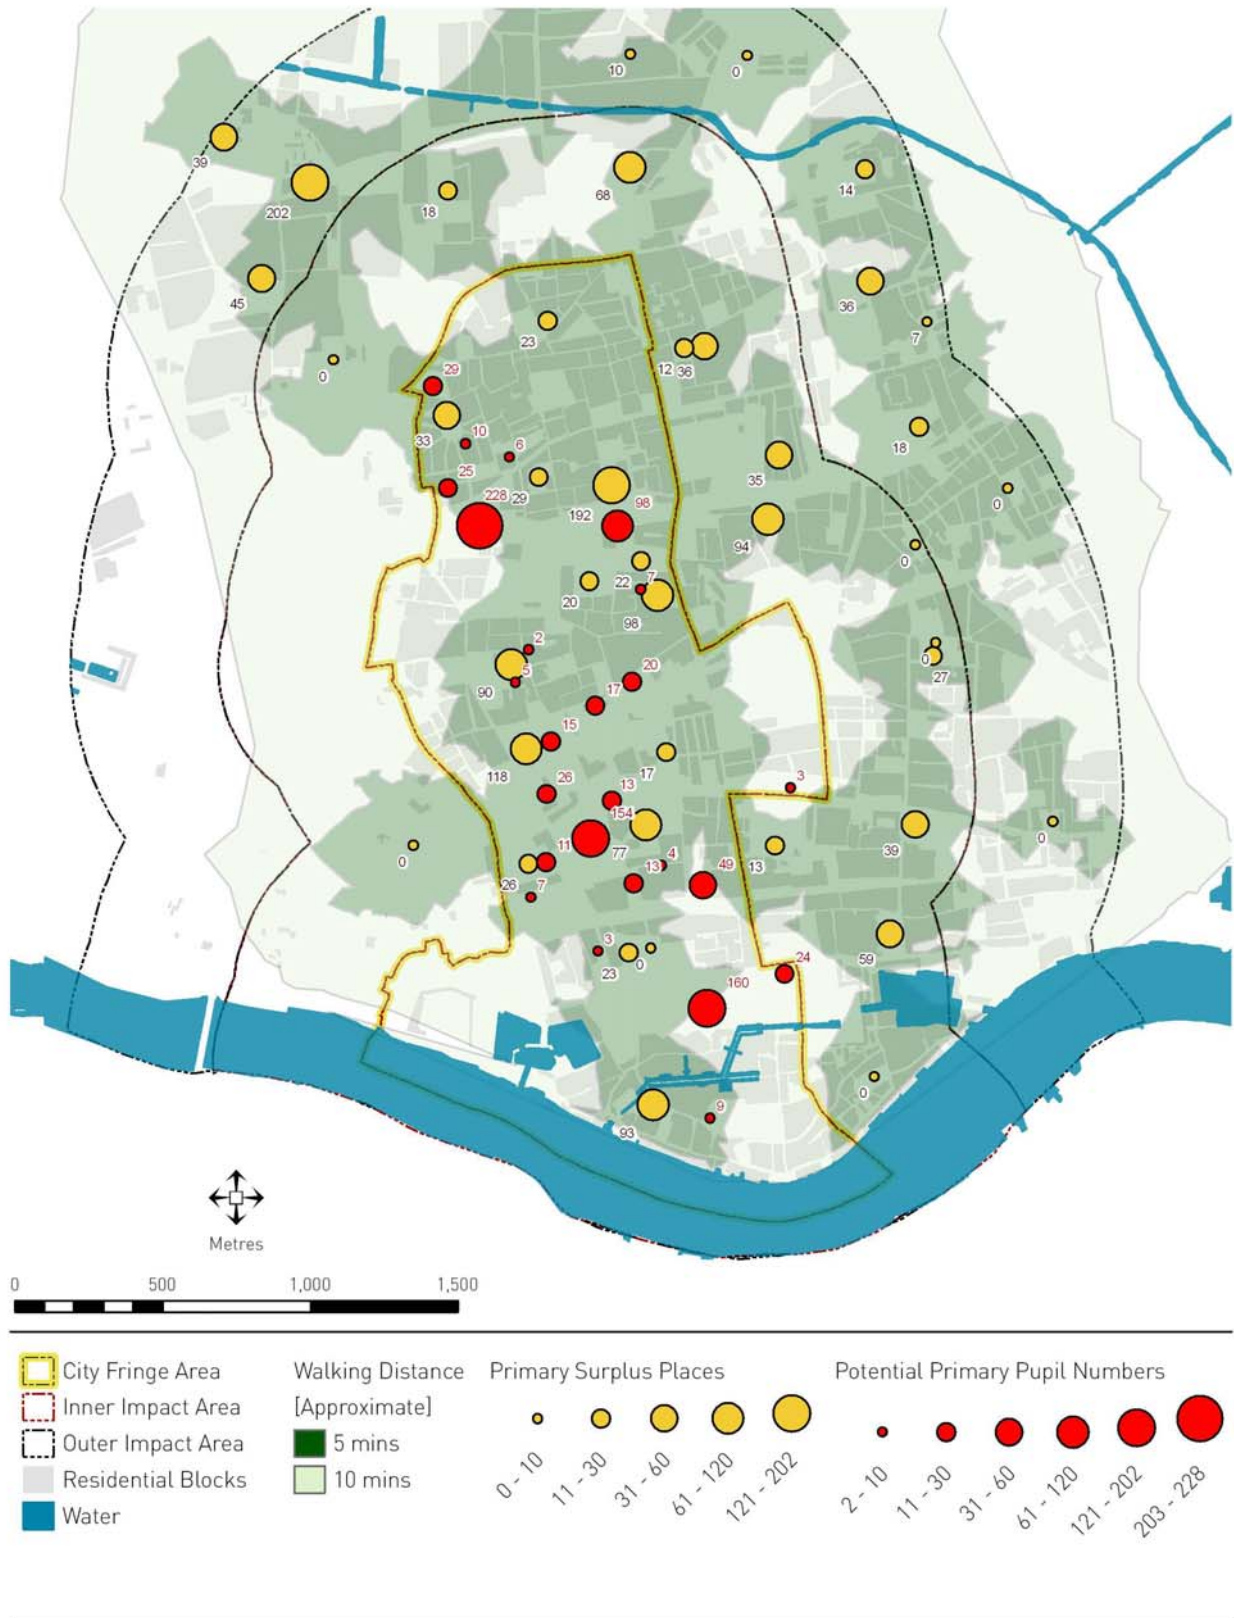 10
0
39
202
18
68
14
45
36
7
23
0
12 36
29
33
10
6
18
25
35
228
29
192
98
0
94
0
22
7
20
98
2
0
27
5
90
20
17
15
118
17
26
13
3
154
77
39
0
0
13
11
4
13
49
26
7
3
23
0
59
24
160
0
93
9
Metres
0 500 1,000 1,500
City Fringe Area
Inner Impact Area
Outer Impact Area
Residential Blocks
Water
Walking Distance
[Approximate]
5 mins
10 mins
Primary Surplus Places
0 - 10
11 - 30
31 - 60
61 - 120
121 - 202
Potential Primary Pupil Numbers
2 - 10
11 - 30
31 - 60
61 - 120
121 - 202
203 - 228